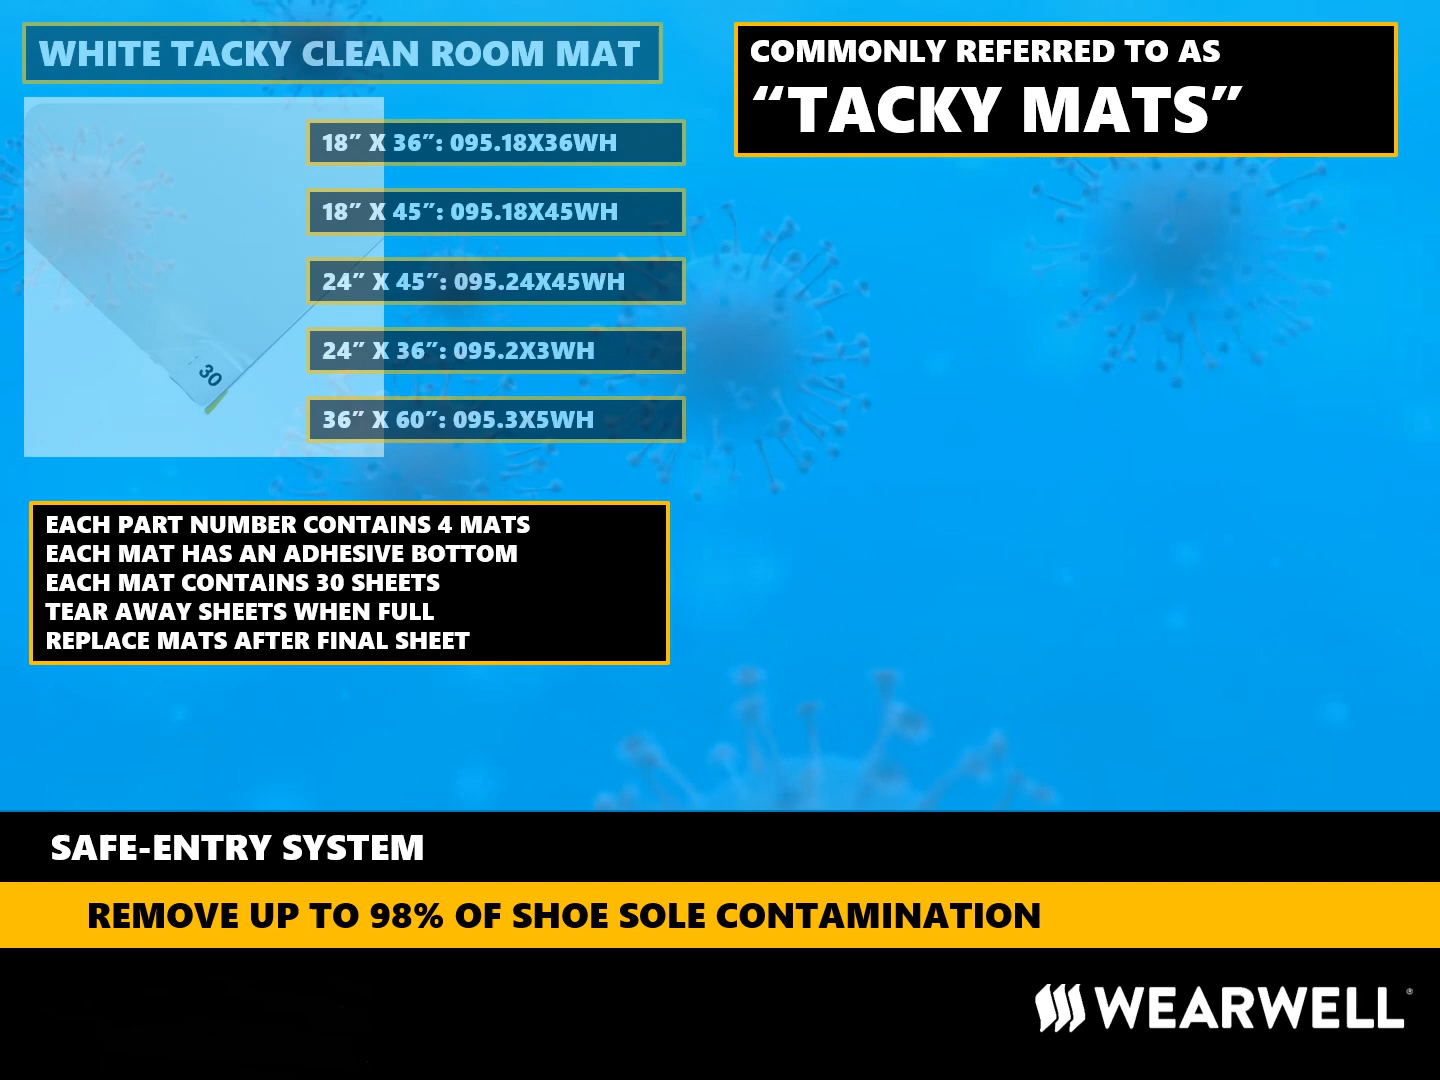 WHITE TACKY CLEAN ROOM MAT
18” X 36”: 095.18X36WH
18” X 45”: 095.18X45WH
24” X 45”: 095.24X45WH
24” X 36”: 095.2X3WH
36” X 60”: 095.3X5WH
30
COMMONLY REFERRED TO AS
“TACKY MATS”
EACH PART NUMBER CONTAINS 4 MATS
EACH MAT HAS AN ADHESIVE BOTTOM
EACH MAT CONTAINS 30 SHEETS
TEAR AWAY SHEETS WHEN FULL
REPLACE MATS AFTER FINAL SHEET
SAFE-ENTRY SYSTEM
REMOVE UP TO 98% OF SHOE SOLE CONTAMINATION
WEARWELL®